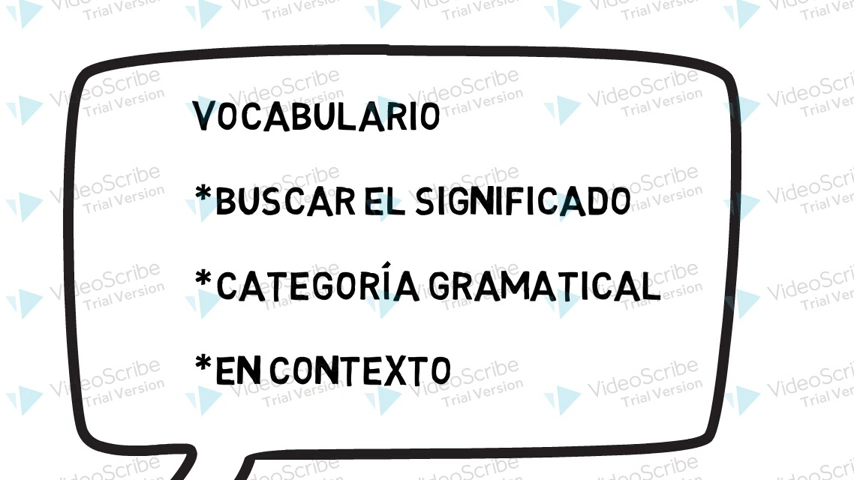 VOCABULARIO
*BUSCAR EL SIGNIFICADO
*CATEGORÍA GRAMATICAL
*EN CONTEXTO
VideoScribe
Trial Version